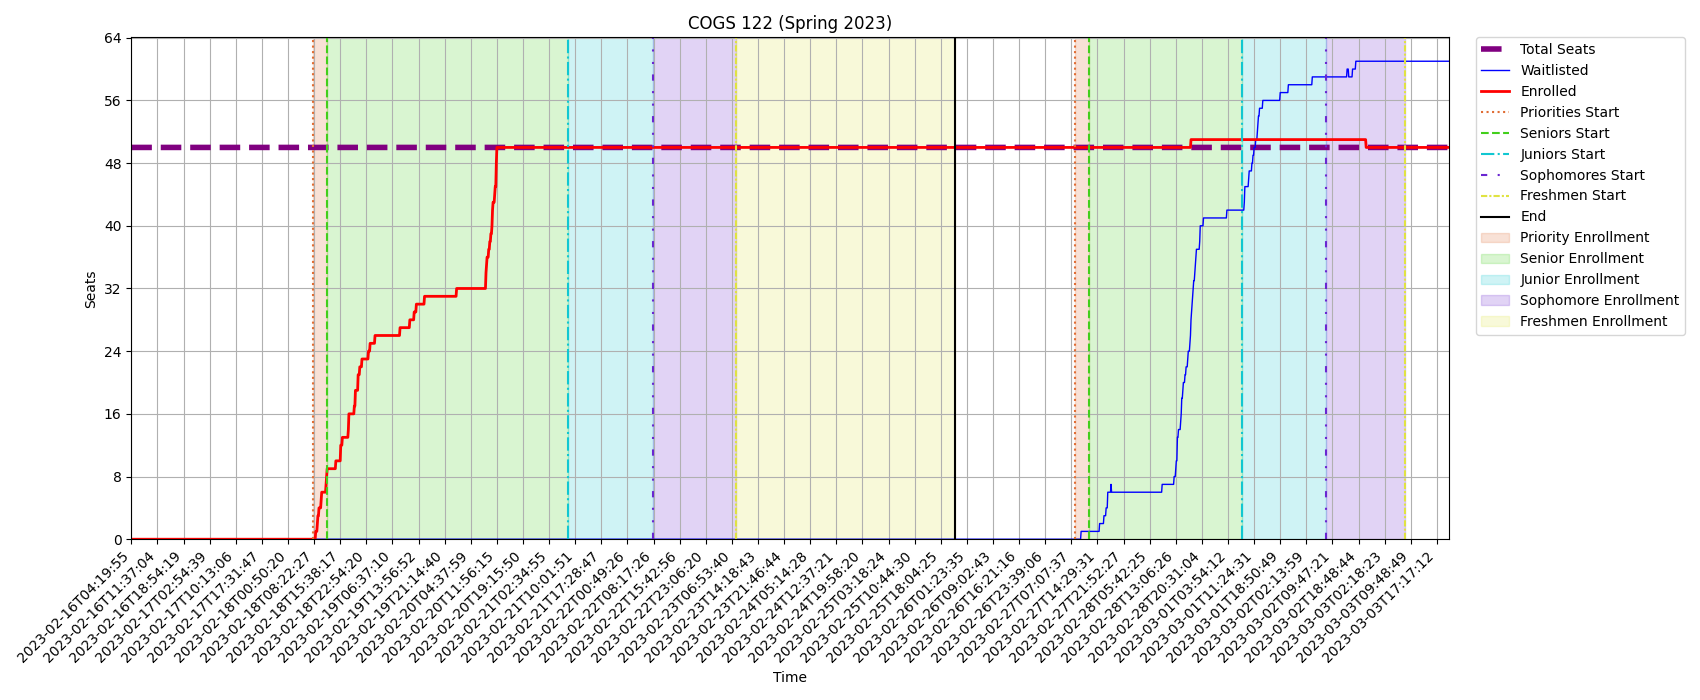 COGS 122 (Spring 2023)
64
56
48
40
32
24
16
8
0
Seats
2023-02-16T04:19:55
2023-02-16T11:37:04
2023-02-16T18:54:19
2023-02-17T02:54:39
2023-02-17T10:13:06
2023-02-17T17:31:47
2023-02-18T00:50:20
2023-02-18T08:22:27
2023-02-18T15:38:17
2023-02-18T22:54:20
2023-02-19T06:37:10
2023-02-19T13:56:52
2023-02-19T21:14:40
2023-02-20T04:37:59
2023-02-20T11:56:15
2023-02-20T19:15:50
2023-02-21T02:34:55
2023-02-21T10:01:51
2023-02-21T17:28:47
2023-02-22T00:49:26
2023-02-22T08:17:26
2023-02-22T15:42:56
2023-02-22T23:06:20
2023-02-23T06:53:40
2023-02-23T14:18:43
2023-02-23T21:46:44
2023-02-24T05:14:28
2023-02-24T12:37:21
2023-02-24T19:58:20
2023-02-25T03:18:24
2023-02-25T10:44:30
2023-02-25T18:04:25
2023-02-26T01:23:35
2023-02-26T09:02:43
2023-02-26T16:21:16
2023-02-26T23:39:06
2023-02-27T07:07:37
2023-02-27T14:29:31
2023-02-27T21:52:27
2023-02-28T05:42:25
2023-02-28T13:06:26
2023-02-28T20:31:04
2023-03-01T03:54:12
2023-03-01T11:24:31
2023-03-01T18:50:49
2023-03-02T02:13:59
2023-03-02T09:47:21
2023-03-02T18:48:44
2023-03-03T02:18:23
2023-03-03T09:48:49
2023-03-03T17:17:12
Time
Total Seats
Waitlisted
Enrolled
Priorities Start
Seniors Start
Juniors Start
Sophomores Start
Freshmen Start
End
Priority Enrollment
Senior Enrollment
Junior Enrollment
Sophomore Enrollment
Freshmen Enrollment